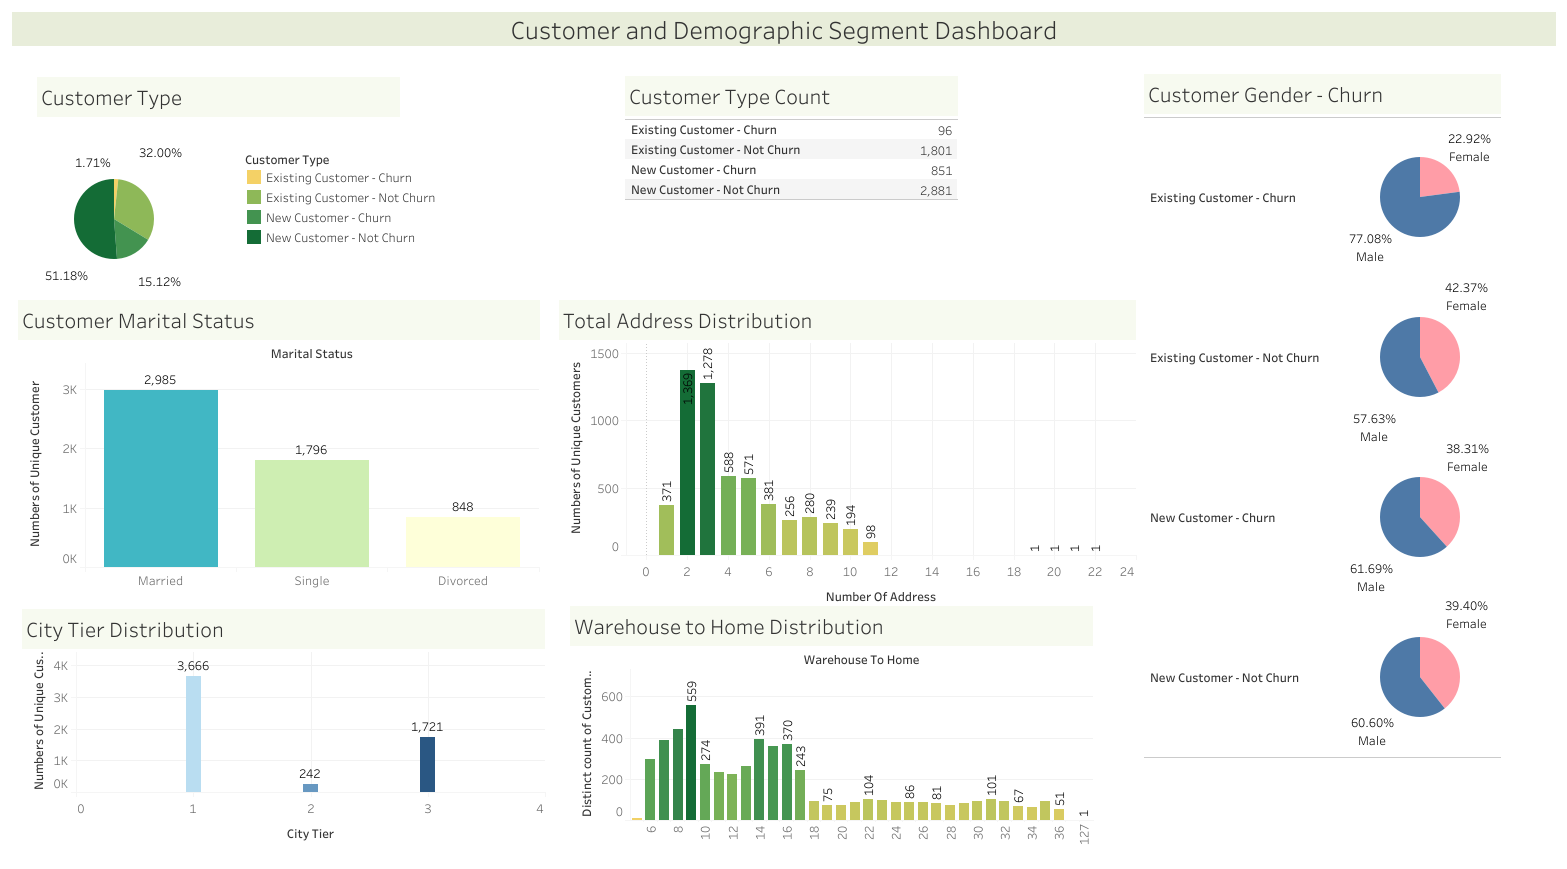 Customer and Demographic Segment Dashboard
Customer Type
1.71%
32.00%
51.18%
15.12%
Customer Type
Existing Customer - Churn
Existing Customer - Not Churn
New Customer - Churn
New Customer - Not Churn
Customer Type Count
Existing Customer - Churn 96
Existing Customer - Not Churn 1,801
New Customer - Churn 851
New Customer - Not Churn 2,881
Customer Gender - Churn
22.92%
Female
Existing Customer - Churn
77.08%
Male
42.37%
Female
Existing Customer - Not Churn
57.63%
Male
38.31%
Female
New Customer - Churn
61.69%
Male
39.40%
Female
New Customer - Not Churn
60.60%
Male
Customer Marital Status
Marital Status
Numbers of Unique Customer
3K
2K
1K
0K
2,985
1,796
848
Married Single Divorced
Total Address Distribution
Numbers of Unique Customers
1500
1000
500
0
371 1,369 1,278 588 571 381 256 280 239 194 98 1 1 1 1
0 2 4 6 8 10 12 14 16 18 20 22 24
Number Of Address
City Tier Distribution
Numbers of Unique Cus..
4K
3K
2K
1K
0K
3,666
242
1,721
0 1 2 3 4
City Tier
Warehouse to Home Distribution
Warehouse To Home
Distinct count of Custom..
600
400
200
0
559 274 391 370 243 75 104 86 81 101 67 51 1
6 8 10 12 14 16 18 20 22 24 26 28 30 32 34 36 127